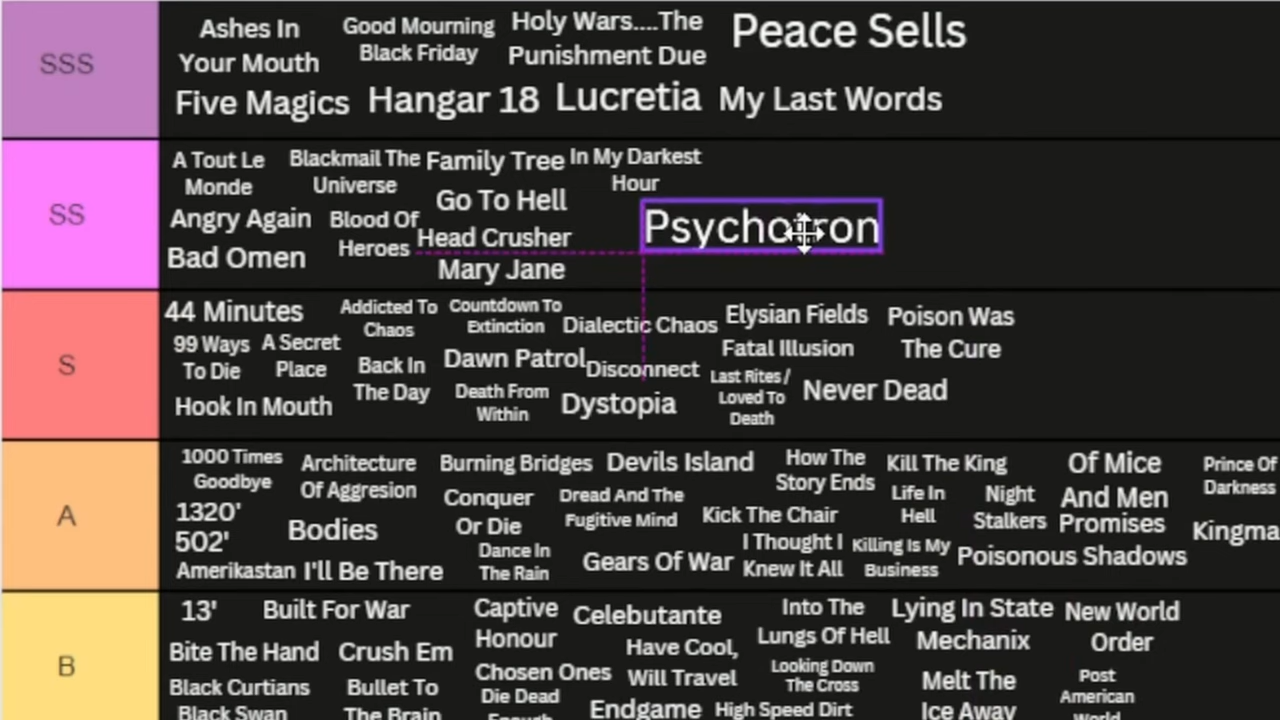 SSS
Ashes In
Your Mouth
Good Mourning
Black Friday
Holy Wars....The
Punishment Due
Peace Sells
Five Magics
Hangar 18
Lucretia
My Last Words
SS
A Tout Le
Monde
Blackmail The
Universe
Family Tree
In My Darkest
Hour
Go To Hell
Angry Again
Blood Of
Heroes
Head Crusher
Psychotron
Bad Omen
Mary Jane
S
44 Minutes
Addicted To
Chaos
Countdown To
Extinction
Dialectic Chaos
Elysian Fields
Poison Was
The Cure
99 Ways
To Die
A Secret
Place
Back In
The Day
Dawn Patrol
Disconnect
Fatal Illusion
Last Rites /
Loved To
Death
Never Dead
Hook In Mouth
Death From
Within
Dystopia
A
1000 Times
Goodbye
Architecture
Of Aggresion
Burning Bridges
Devils Island
How The
Story Ends
Kill The King
Of Mice
And Men
Prince Of
Darkness
1320'
502'
Bodies
Conquer
Or Die
Dread And The
Fugitive Mind
Kick The Chair
Life In
Hell
Night
Stalkers
Promises
Kingma
Amerikastan
I'll Be There
Dance In
The Rain
Gears Of War
I Thought I
Knew It All
Killing Is My
Business
Poisonous Shadows
B
13'
Built For War
Captive
Honour
Celebutante
Into The
Lungs Of Hell
Lying In State
New World
Order
Bite The Hand
Crush Em
Chosen Ones
Have Cool,
Will Travel
Looking Down
The Cross
Mechanix
Melt The
Ice Away
Post
American
World
Black Curtians
Bullet To
The Brain
Die Dead
Enough
Endgame
High Speed Dirt
Black Swan